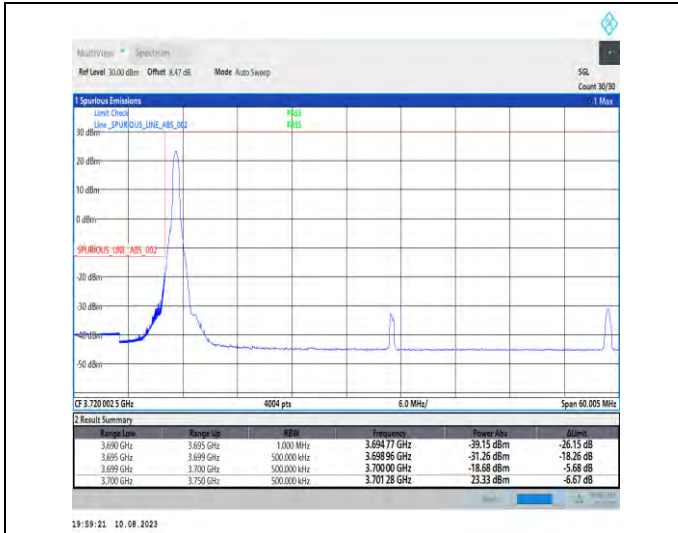 MultiView Spectrum
Ref Level 30.00 dBm Offset 8.47 dB Mode Auto Sweep SGL
Count 30/30
1 Spurious Emissions 1 Max
Limit Check PASS
Line _SPURIOUS_LINE_ABS_002 PASS
30 dBm
20 dBm
10 dBm
0 dBm
SPURIOUS_LINE_ABS_002
-20 dBm
-30 dBm
-40 dBm
-50 dBm
CF 3.720 002 5 GHz 4004 pts 6.0 MHz/ Span 60.005 MHz
2 Result Summary
Range Low Range Up RBW Frequency Power Abs ΔLimit
3.690 GHz 3.695 GHz 1.000 MHz 3.694 77 GHz -39.15 dBm -26.15 dB
3.695 GHz 3.699 GHz 500.000 kHz 3.698 96 GHz -31.26 dBm -18.26 dB
3.699 GHz 3.700 GHz 500.000 kHz 3.700 00 GHz -18.68 dBm -5.68 dB
3.700 GHz 3.750 GHz 500.000 kHz 3.701 28 GHz 23.33 dBm -6.67 dB
19:59:21 10.08.2023